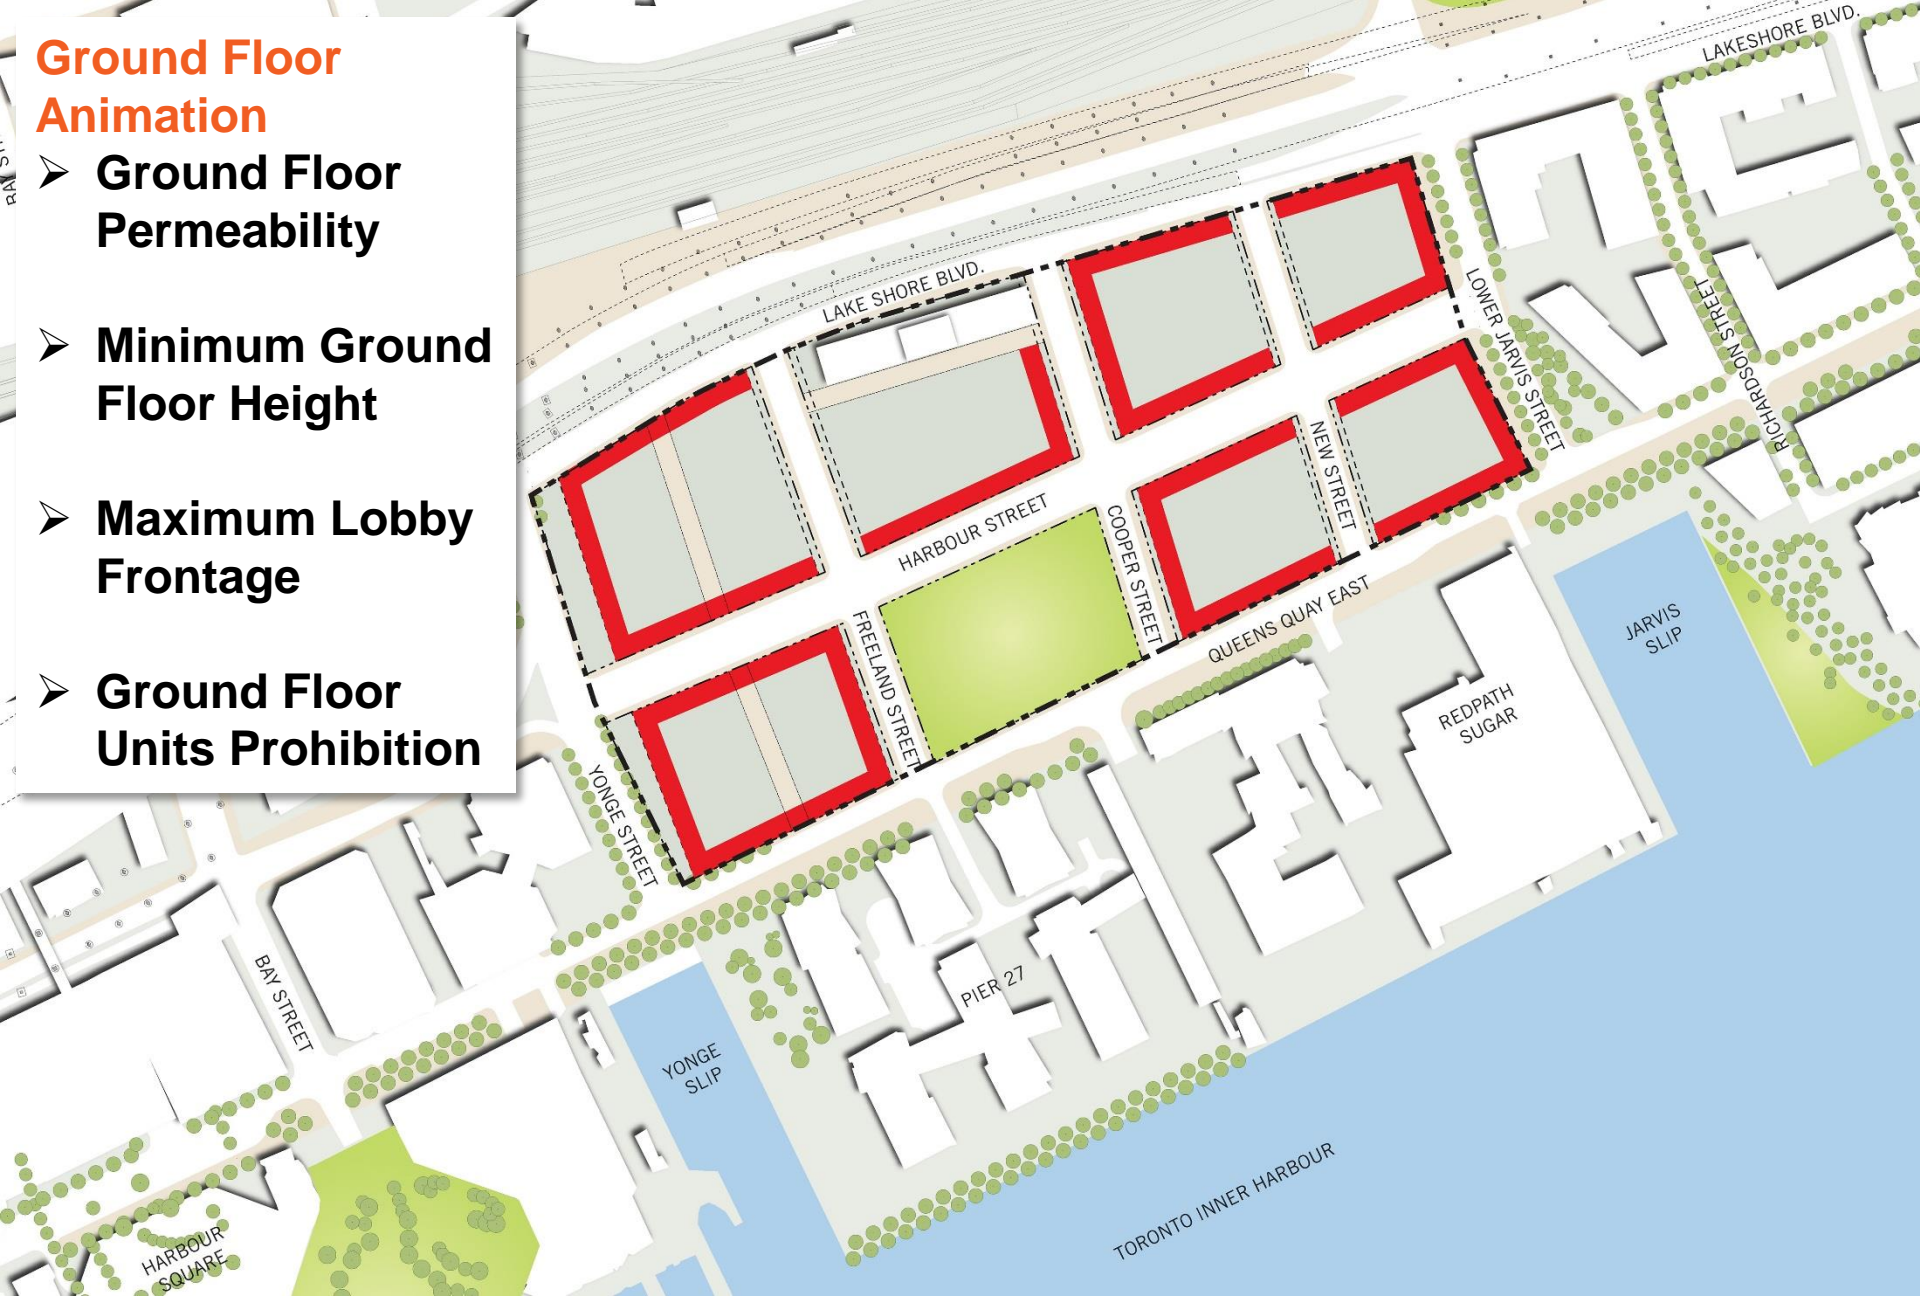 Ground Floor
Animation
➢ Ground Floor
Permeability
➢ Minimum Ground
Floor Height
➢ Maximum Lobby
Frontage
➢ Ground Floor
Units Prohibition
LAKESHORE BLVD.
LAKE SHORE BLVD.
LOWER JARVIS STREET
RICHARDSON STREET
NEW STREET
HARBOUR STREET
COOPER STREET
FREELAND STREET
QUEENS QUAY EAST
JARVIS
SLIP
REDPATH
SUGAR
YONGE STREET
BAY STREET
PIER 27
YONGE
SLIP
TORONTO INNER HARBOUR
HARBOUR
SQUARE